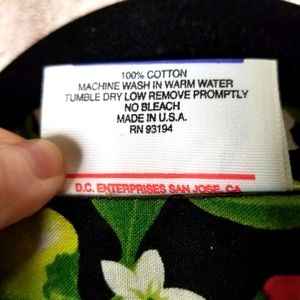 100% COTTON
MACHINE WASH IN WARM WATER
TUMBLE DRY LOW REMOVE PROMPTLY
NO BLEACH
MADE IN U.S.A.
RN 93194
D.C. ENTERPRISES SAN JOSE, CA